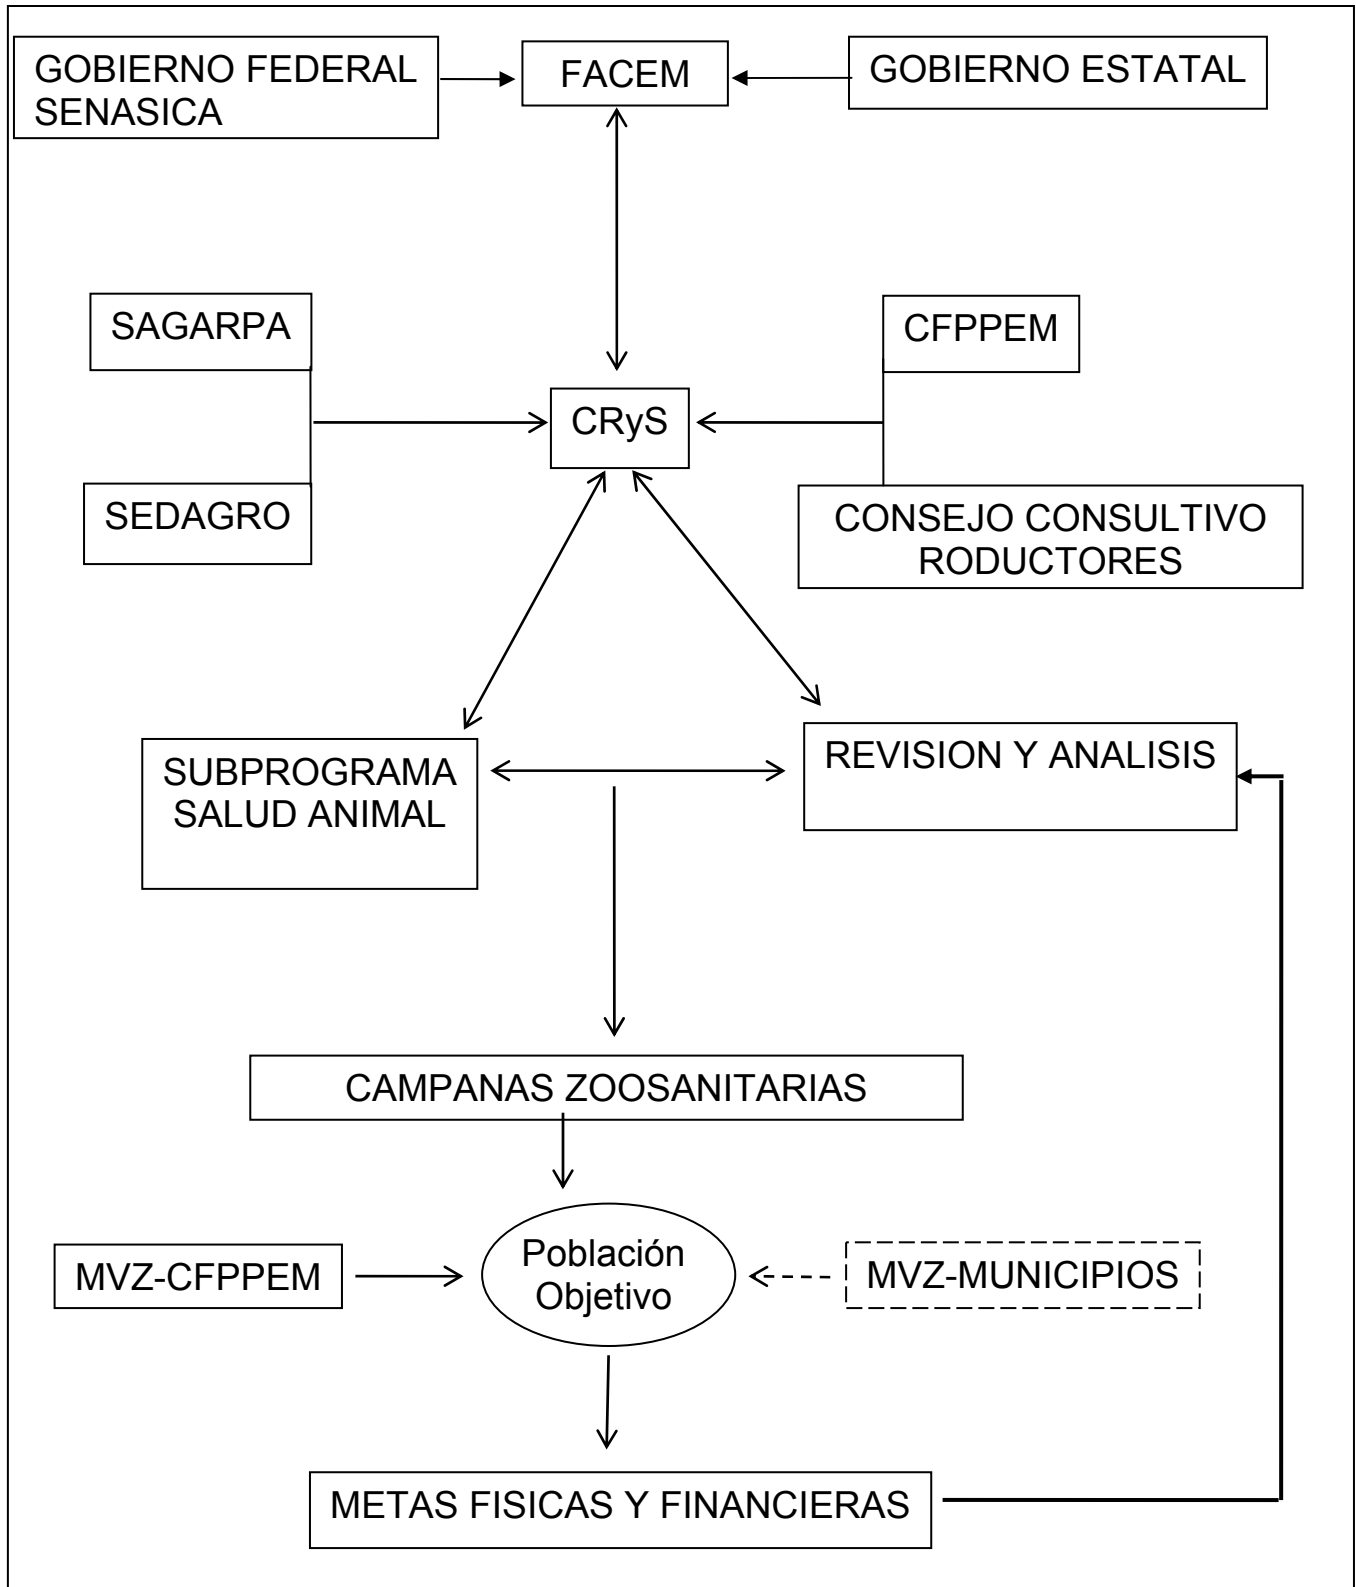 GOBIERNO FEDERAL
SENASICA
FACEM
GOBIERNO ESTATAL
SAGARPA
CFPPEM
CRyS
SEDAGRO
CONSEJO CONSULTIVO
RODUCTORES
SUBPROGRAMA
SALUD ANIMAL
REVISION Y ANALISIS
CAMPANAS ZOOSANITARIAS
Población
Objetivo
MVZ-CFPPEM
MVZ-MUNICIPIOS
METAS FISICAS Y FINANCIERAS